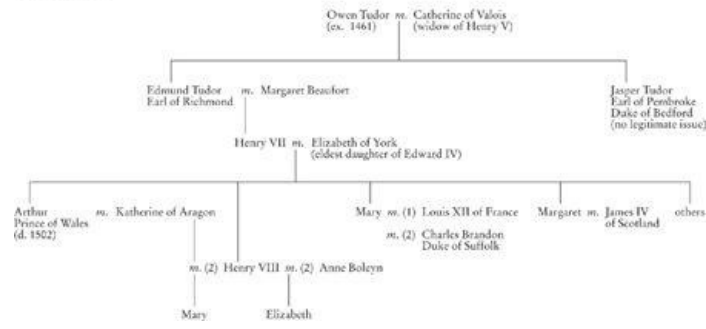 Owen Tudor m. Catherine of Valois
(ex. 1461) (widow of Henry V)
Edmund Tudor m. Margaret Beaufort
Earl of Richmond
Jasper Tudor
Earl of Pembroke
Duke of Bedford
(no legitimate issue)
Henry VII m. Elizabeth of York
(eldest daughter of Edward IV)
Arthur m. Katherine of Aragon
Prince of Wales
(d. 1502)
Mary m. (1) Louis XII of France
m. (2) Charles Brandon
Duke of Suffolk
Margaret m. James IV
of Scotland
others
m. (2) Henry VIII m. (2) Anne Boleyn
Mary Elizabeth